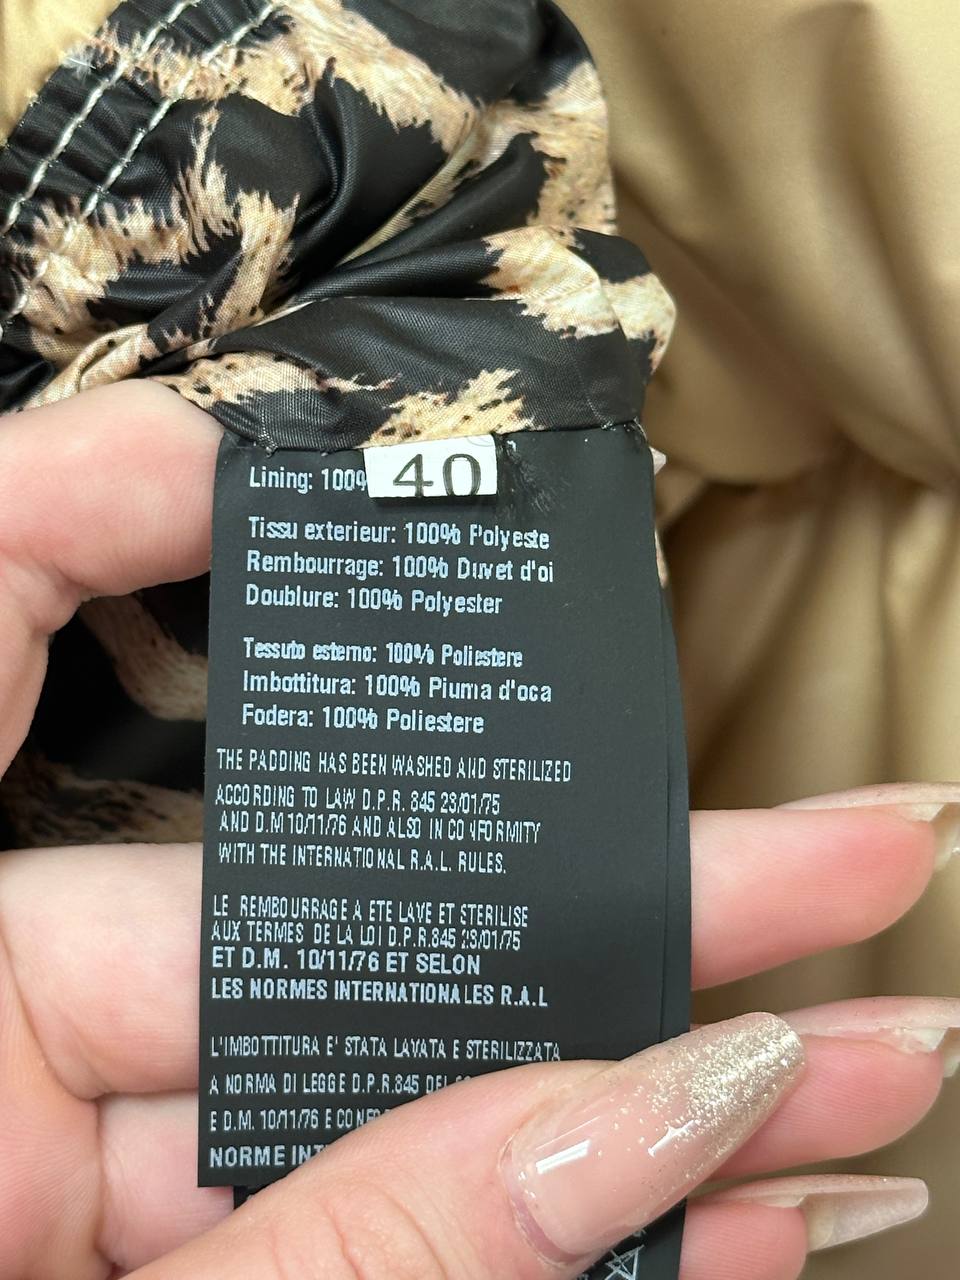 40
Lining: 100%
Tissu exterieur: 100% Polyeste
Rembourrage: 100% Duvet d'oi
Doublure: 100% Polyester
Tessuto esterno: 100% Poliestere
Imbottitura: 100% Piuma d'oca
Fodera: 100% Poliestere
THE PADDING HAS BEEN WASHED AND STERILIZED
ACCORDING TO LAW D.P.R. 845 23/01/75
AND D.M 10/11/76 AND ALSO IN CONFORMITY
WITH THE INTERNATIONAL R.A.L. RULES.
LE REMBOURRAGE A ETE LAVE ET STERILISE
AUX TERMES DE LA LOI D.P.R.845 23/01/75
ET D.M. 10/11/76 ET SELON
LES NORMES INTERNATIONALES R.A.L
L'IMBOTTITURA E' STATA LAVATA E STERILIZZATA
A NORMA DI LEGGE D.P.R.845 DEL
E D.M. 10/11/76 E CONFO
NORME INT